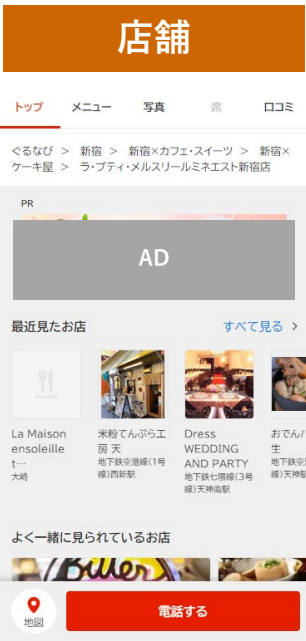 店舗
トップ メニュー 写真 席 口コミ
ぐるなび > 新宿 > 新宿×カフェ・スイーツ > 新宿×
ケーキ屋 > ラ・プティ・メルスリールミネエスト新宿店
PR
AD
最近見たお店 すべて見る >
La Maison
ensoleille
t…
大崎
米粉てんぷら工
房 天
地下鉄空港線(1号
線)西新駅
Dress
WEDDING
AND PARTY
地下鉄七隈線(3号
線)天神南駅
おでん
生
地下鉄空
線)天神
よく一緒に見られているお店
地図
電話する